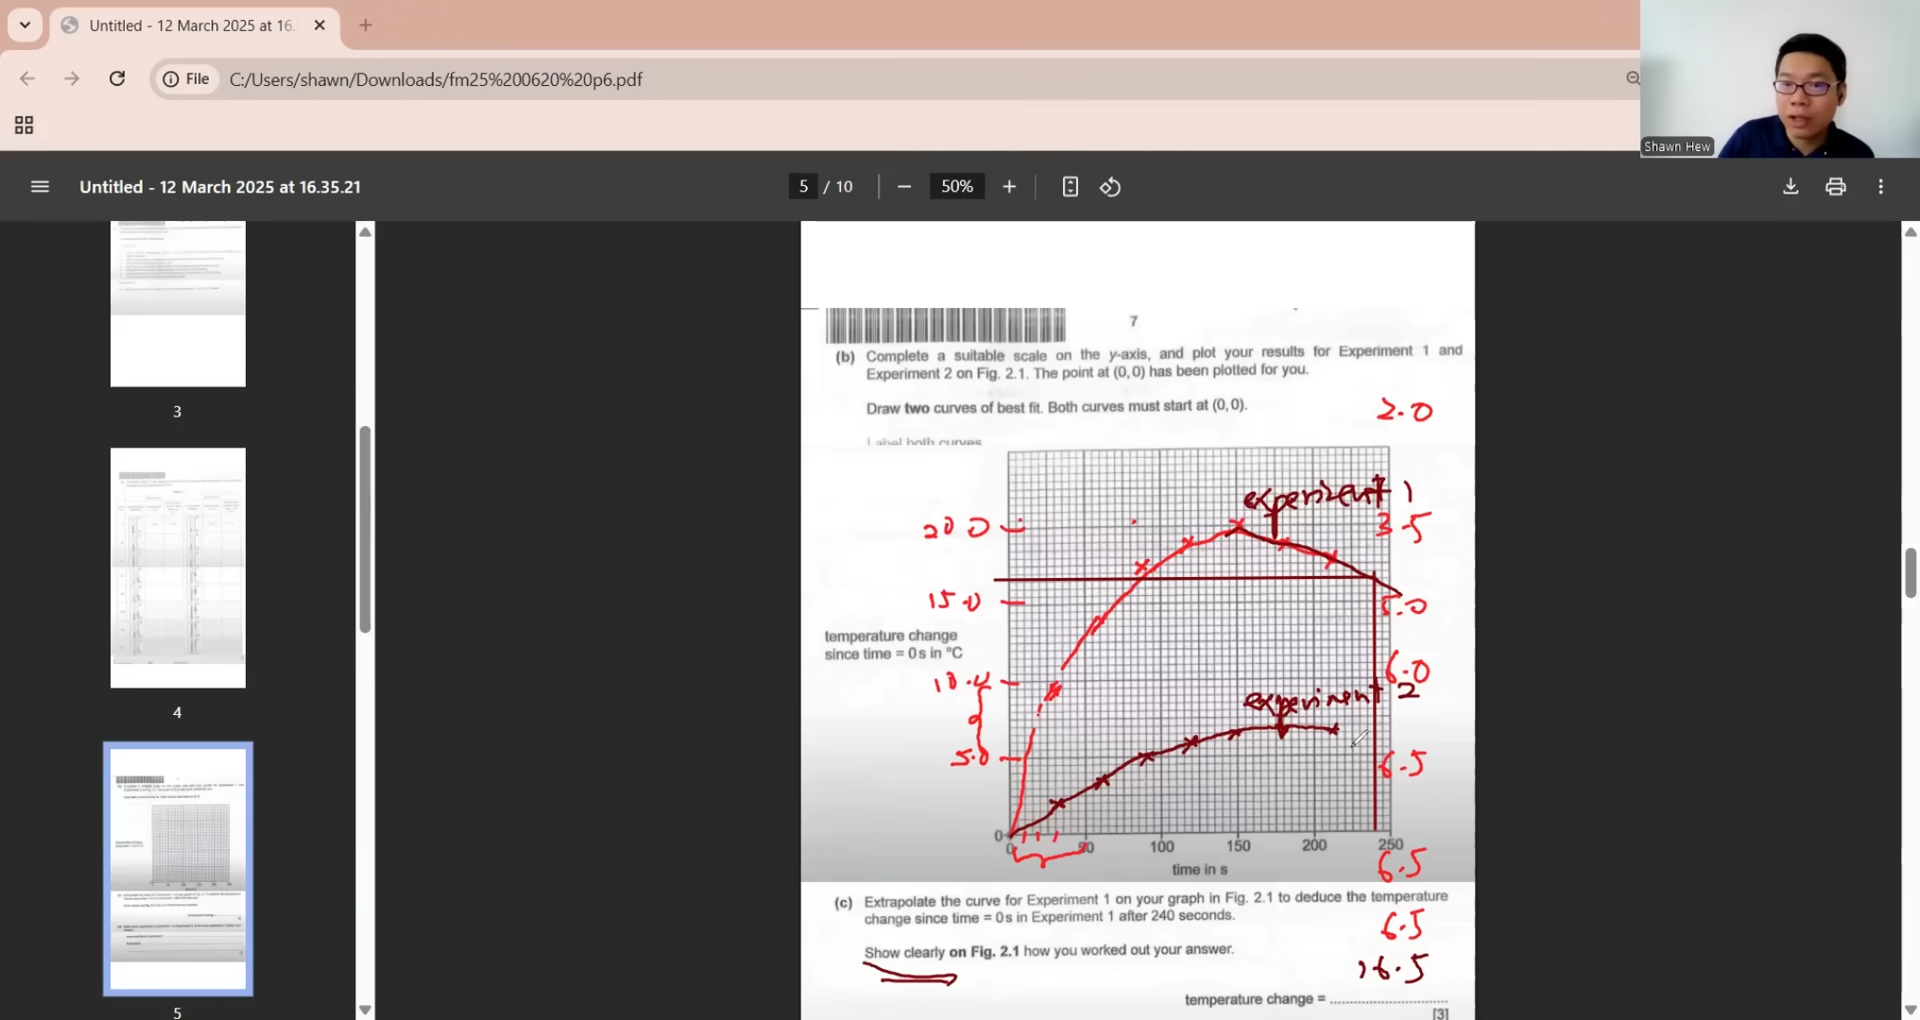 Untitled - 12 March 2025 at 16.
File
C:/Users/shawn/Downloads/fm25%200620%20p6.pdf
Shawn Hew
Untitled - 12 March 2025 at 16.35.21
5 / 10
50%
3
4
5
7
(b) Complete a suitable scale on the y-axis, and plot your results for Experiment 1 and
Experiment 2 on Fig. 2.1. The point at (0,0) has been plotted for you.
Draw two curves of best fit. Both curves must start at (0,0).
2.0
Label both curves
experiment 1
20.0
3.5
15.0
5.0
temperature change
since time = 0s in °C
10.0
6.0
experiment 2
5.0
6.5
0
0 50 100 150 200 250
time in s
6.5
(c) Extrapolate the curve for Experiment 1 on your graph in Fig. 2.1 to deduce the temperature
change since time = 0s in Experiment 1 after 240 seconds.
6.5
Show clearly on Fig. 2.1 how you worked out your answer.
16.5
temperature change = ........................
[3]